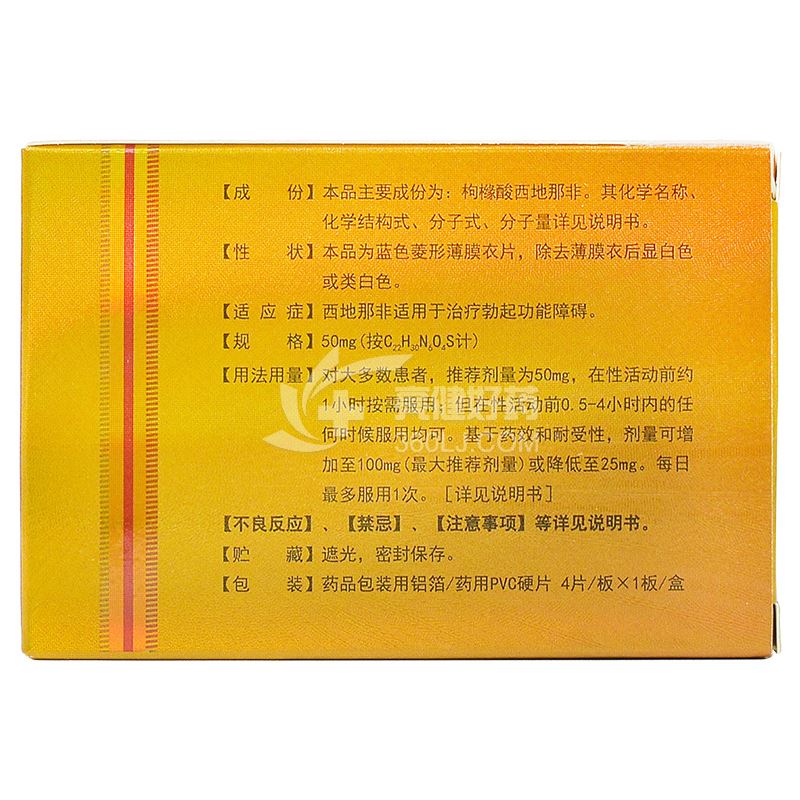 【成 份】本品主要成份为：枸橼酸西地那非。其化学名称、
化学结构式、分子式、分子量详见说明书。
【性 状】本品为蓝色菱形薄膜衣片，除去薄膜衣后显白色
或类白色。
【适 应 症】西地那非适用于治疗勃起功能障碍。
【规 格】50mg(按C₂₂H₃₀N₆O₄S计)
【用法用量】对大多数患者，推荐剂量为50mg，在性活动前约
1小时按需服用；但在性活动前0.5-4小时内的任
何时候服用均可。基于药效和耐受性，剂量可增
加至100mg(最大推荐剂量)或降低至25mg。每日
最多服用1次。［详见说明书］
【不良反应】、【禁忌】、【注意事项】等详见说明书。
【贮 藏】遮光，密封保存。
【包 装】药品包装用铝箔/药用PVC硬片 4片/板×1板/盒
360LJ.COM